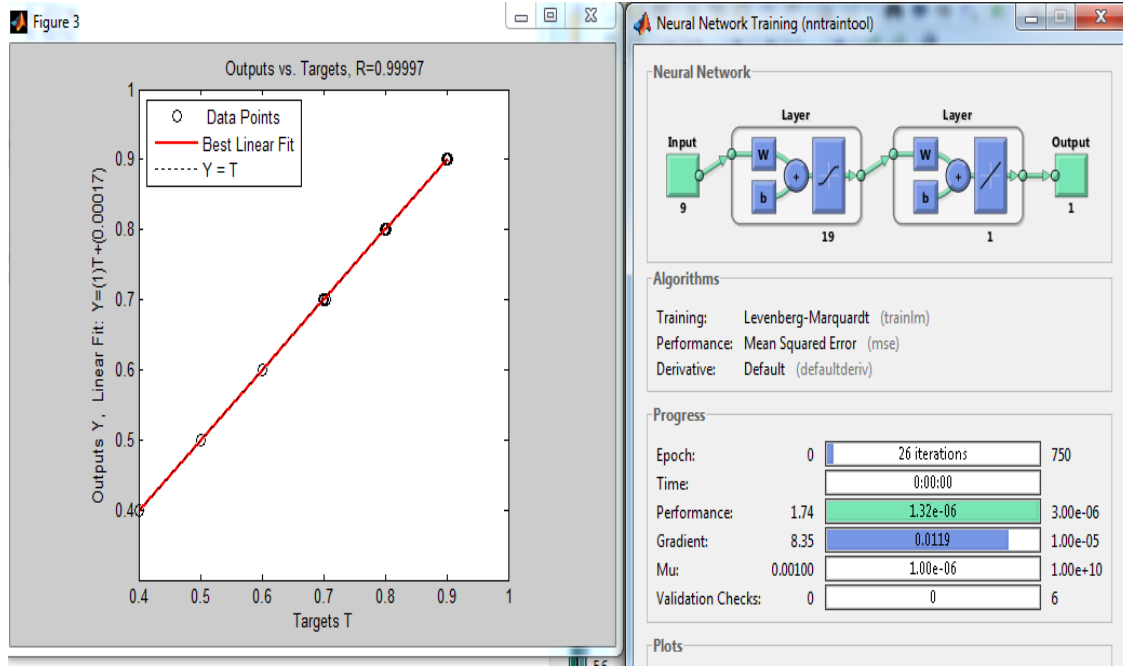 Figure 3
Outputs vs. Targets, R=0.99997
Data Points
Best Linear Fit
Y = T
Outputs Y, Linear Fit: Y=(1)T+(0.00017)
1
0.9
0.8
0.7
0.6
0.5
0.4
0.4 0.5 0.6 0.7 0.8 0.9 1
Targets T
56
Neural Network Training (nntraintool)
Neural Network
Layer Layer
Input Output
W W
b b
+ +
9 19 1 1
Algorithms
Training: Levenberg-Marquardt (trainlm)
Performance: Mean Squared Error (mse)
Derivative: Default (defaultderiv)
Progress
Epoch: 0 26 iterations 750
Time: 0:00:00
Performance: 1.74 1.32e-06 3.00e-06
Gradient: 8.35 0.0119 1.00e-05
Mu: 0.00100 1.00e-06 1.00e+10
Validation Checks: 0 0 6
Plots